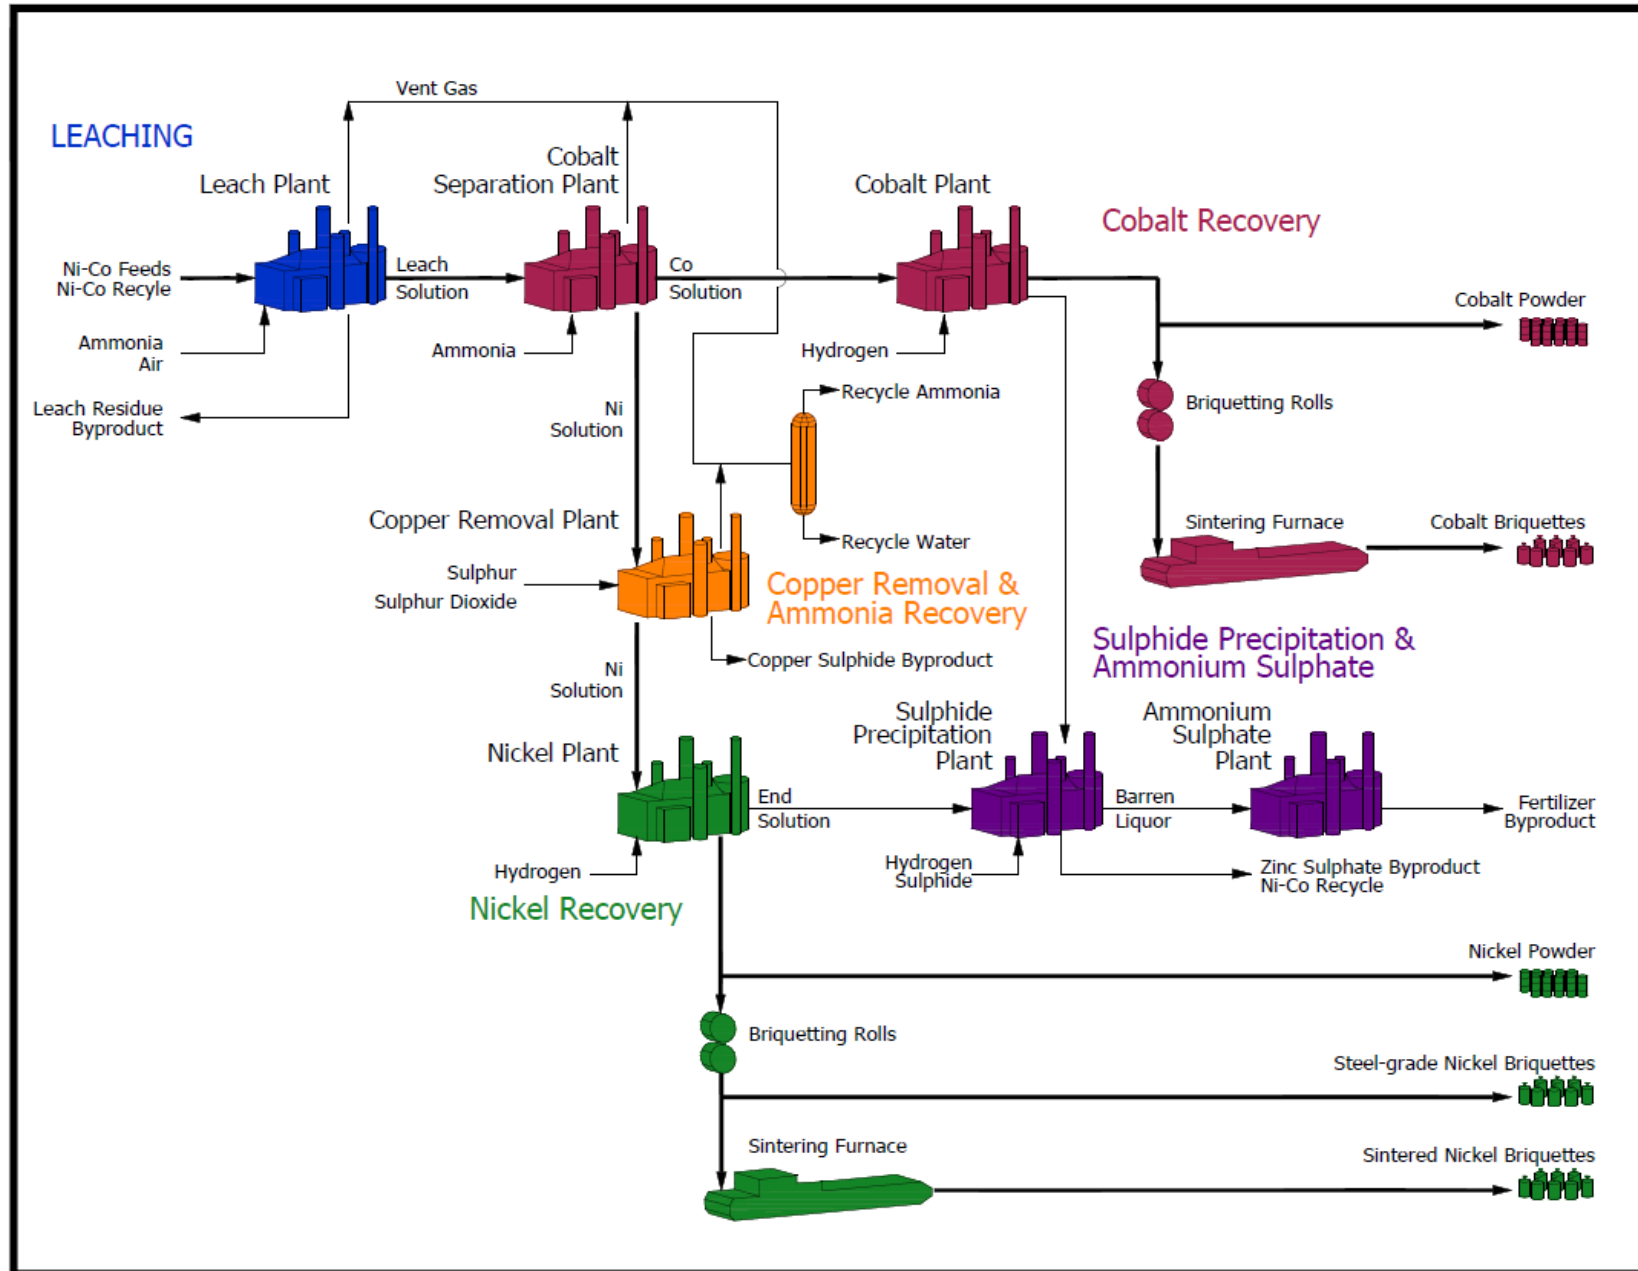 Vent Gas
LEACHING
Cobalt
Leach Plant
Separation Plant
Cobalt Plant
Cobalt Recovery
Ni-Co Feeds
Ni-Co Recyle
Leach
Solution
Co
Solution
Cobalt Powder
Ammonia
Air
Ammonia
Hydrogen
Recycle Ammonia
Briquetting Rolls
Leach Residue
Byproduct
Ni
Solution
Copper Removal Plant
Sintering Furnace
Cobalt Briquettes
Recycle Water
Sulphur
Sulphur Dioxide
Copper Removal &
Ammonia Recovery
Sulphide Precipitation &
Ammonium Sulphate
Copper Sulphide Byproduct
Ni
Solution
Sulphide
Precipitation
Plant
Ammonium
Sulphate
Plant
Nickel Plant
End
Solution
Barren
Liquor
Fertilizer
Byproduct
Hydrogen
Hydrogen
Sulphide
Zinc Sulphate Byproduct
Ni-Co Recycle
Nickel Recovery
Nickel Powder
Briquetting Rolls
Steel-grade Nickel Briquettes
Sintering Furnace
Sintered Nickel Briquettes